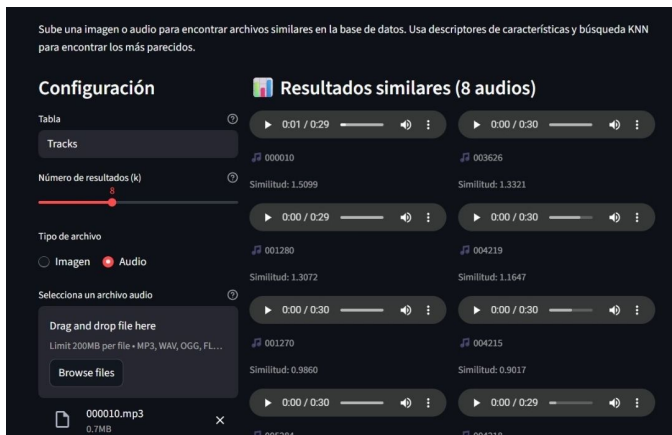 Sube una imagen o audio para encontrar archivos similares en la base de datos. Usa descriptores de características y búsqueda KNN
para encontrar los más parecidos.
Configuración
Tabla
Tracks
Número de resultados (k)
8
Tipo de archivo
Imagen
Audio
Selecciona un archivo audio
Drag and drop file here
Limit 200MB per file • MP3, WAV, OGG, FL...
Browse files
000010.mp3
0.7MB
Resultados similares (8 audios)
0:01 / 0:29
0:00 / 0:30
000010
003626
Similitud: 1.5099
Similitud: 1.3321
0:00 / 0:29
0:00 / 0:30
001280
004219
Similitud: 1.3072
Similitud: 1.1647
0:00 / 0:30
0:00 / 0:30
001270
004215
Similitud: 0.9860
Similitud: 0.9017
0:00 / 0:30
0:00 / 0:29